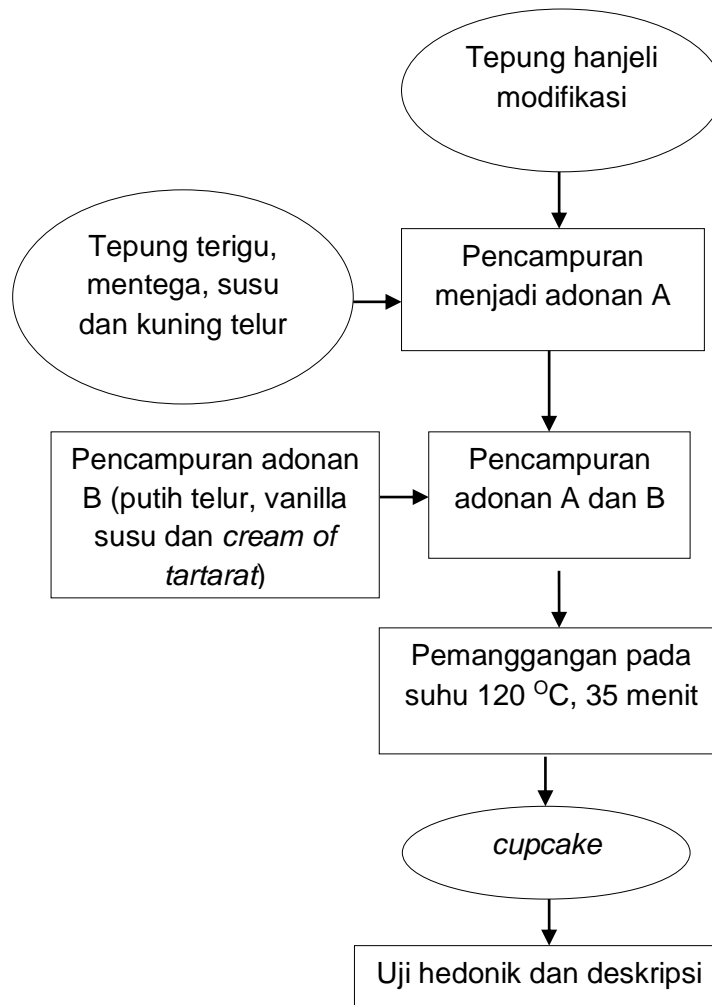 Tepung hanjeli
modifikasi
Tepung terigu,
mentega, susu
dan kuning telur
Pencampuran
menjadi adonan A
Pencampuran adonan
B (putih telur, vanilla
susu dan cream of
tartarat)
Pencampuran
adonan A dan B
Pemanggangan pada
suhu 120 ᴼC, 35 menit
cupcake
Uji hedonik dan deskripsi